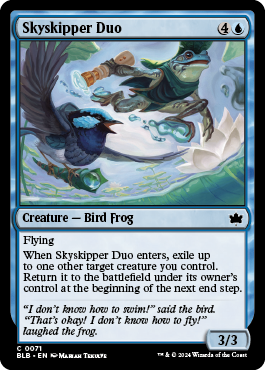 Skyskipper Duo 4
Creature — Bird Frog
Flying
When Skyskipper Duo enters, exile up
to one other target creature you control.
Return it to the battlefield under its owner's
control at the beginning of the next end step.
“I don't know how to swim!” said the bird.
“That's okay! I don't know how to fly!”
laughed the frog.
3/3
C 0071
BLB • EN Marian Tekulve
™ & © 2024 Wizards of the Coast